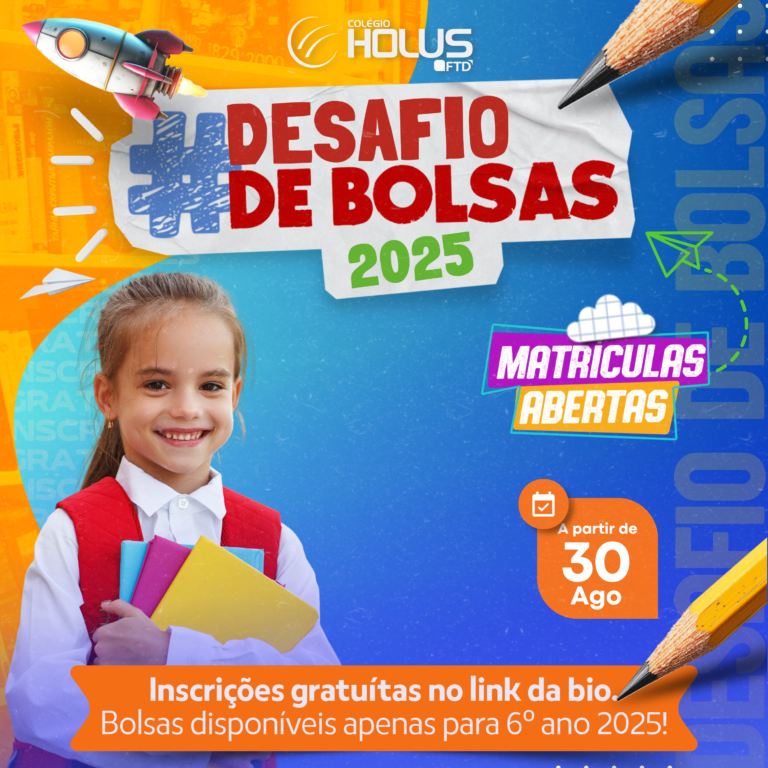 COLÉGIO
HOLUS
FTD
#DESAFIO
DE BOLSAS
2025
MATRÍCULAS
ABERTAS
A partir de
30
Ago
Inscrições gratuítas no link da bio.
Bolsas disponíveis apenas para 6º ano 2025!
DESAFIO DE BOLSAS